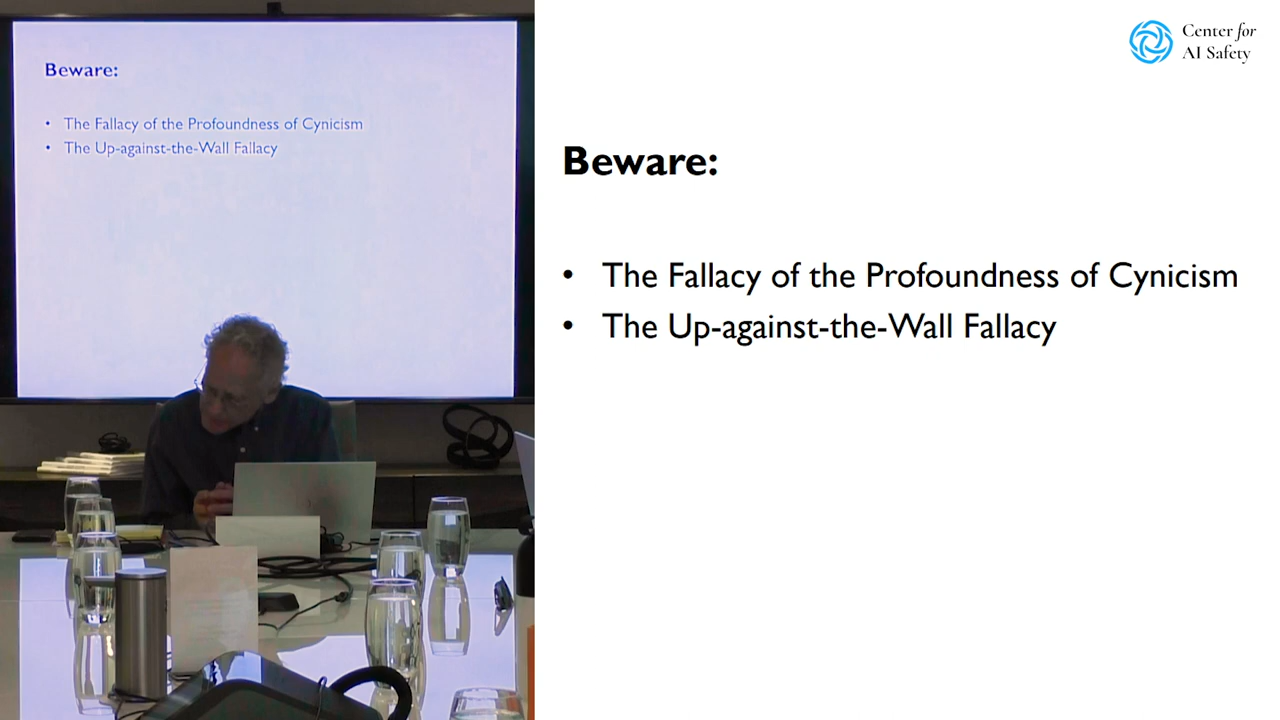 Beware:
• The Fallacy of the Profoundness of Cynicism
• The Up-against-the-Wall Fallacy
Center for
AI Safety
Beware:
• The Fallacy of the Profoundness of Cynicism
• The Up-against-the-Wall Fallacy